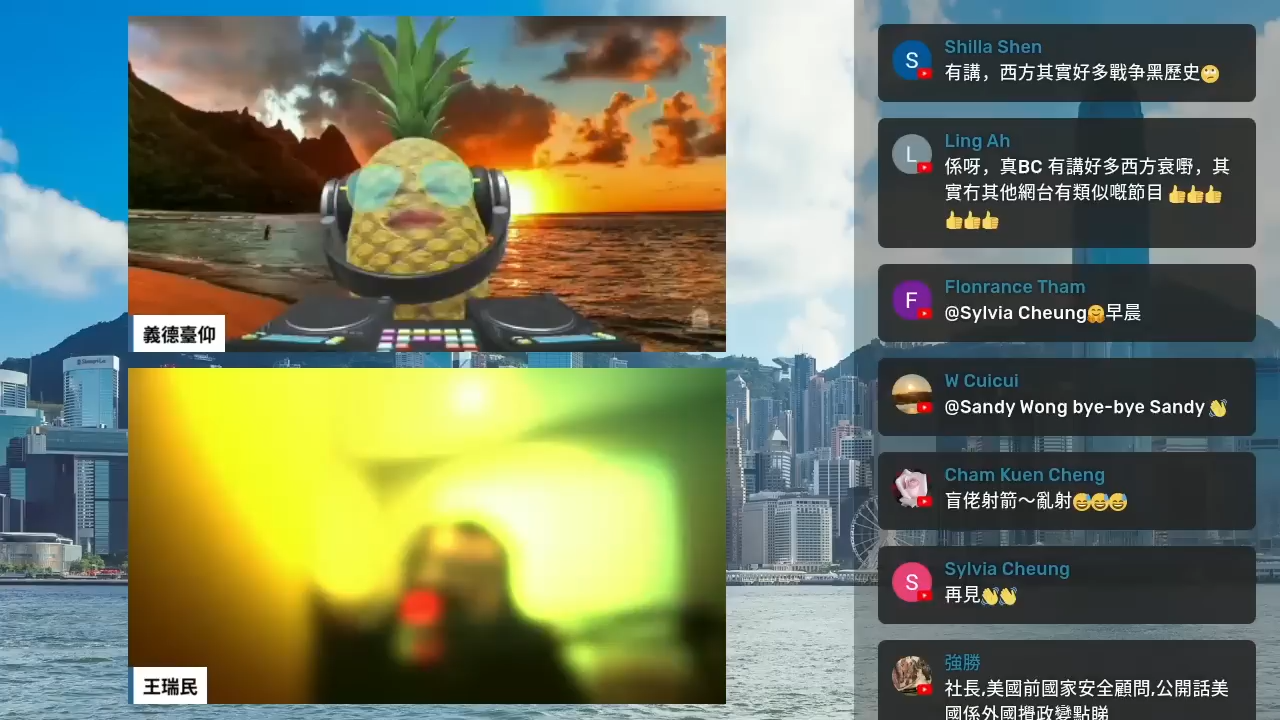 義德臺仰
王瑞民
Shilla Shen
有講，西方其實好多戰争黑歷史🙄
Ling Ah
係呀，真BC 有講好多西方衰嘢，其
實冇其他網台有類似嘅節目 👍👍👍
👍👍👍
Flonrance Tham
@Sylvia Cheung🤗早晨
W Cuicui
@Sandy Wong bye-bye Sandy 👋
Cham Kuen Cheng
盲佬射箭～亂射😅😅😅
Sylvia Cheung
再見👋👋
強勝
社長,美國前國家安全顧問,公開話美
國係外國攪政變點睇